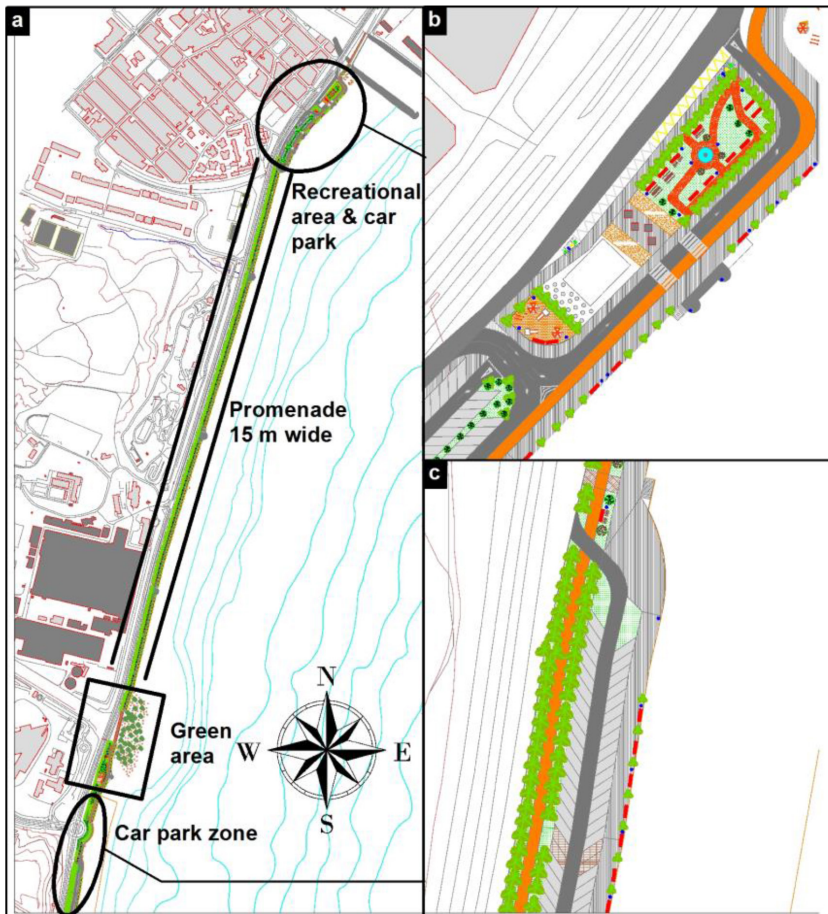 a
b
Recreational
area & car
park
Promenade
15 m wide
N
Green
area
W
E
S
Car park zone
c